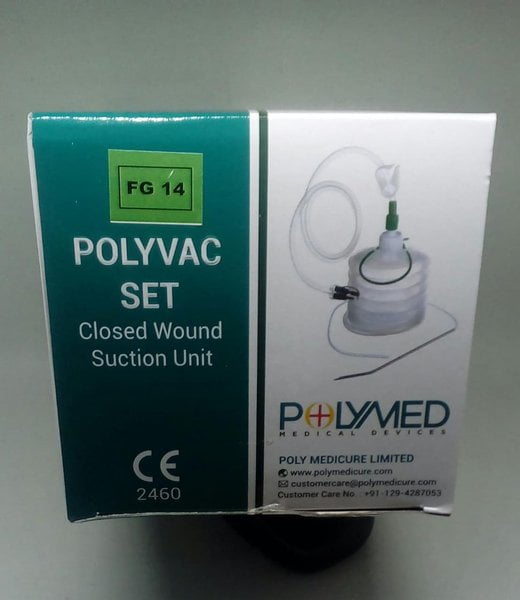 FG 14
POLYVAC
SET
Closed Wound
Suction Unit
CE
2460
POLYMED
MEDICAL DEVICES
POLY MEDICURE LIMITED
www.polymedicure.com
customercare@polymedicure.com
Customer Care No : +91-129-4287053